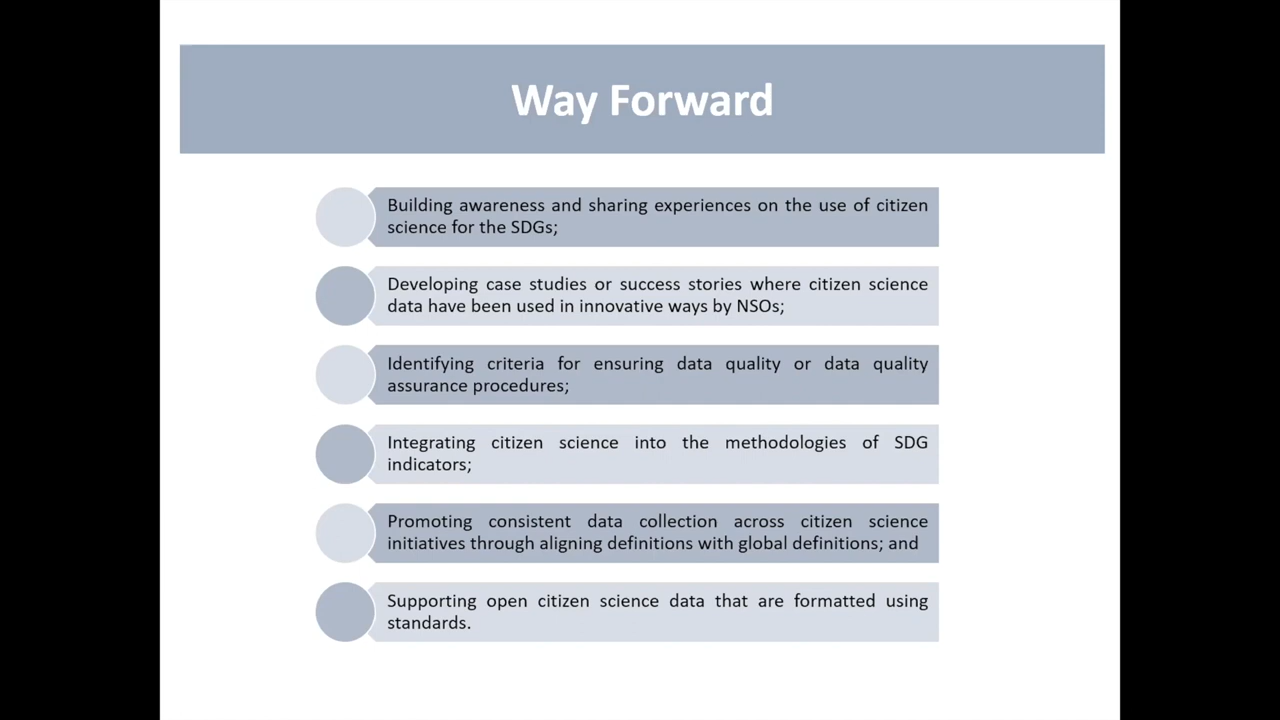 Way Forward
Building awareness and sharing experiences on the use of citizen
science for the SDGs;
Developing case studies or success stories where citizen science
data have been used in innovative ways by NSOs;
Identifying criteria for ensuring data quality or data quality
assurance procedures;
Integrating citizen science into the methodologies of SDG
indicators;
Promoting consistent data collection across citizen science
initiatives through aligning definitions with global definitions; and
Supporting open citizen science data that are formatted using
standards.